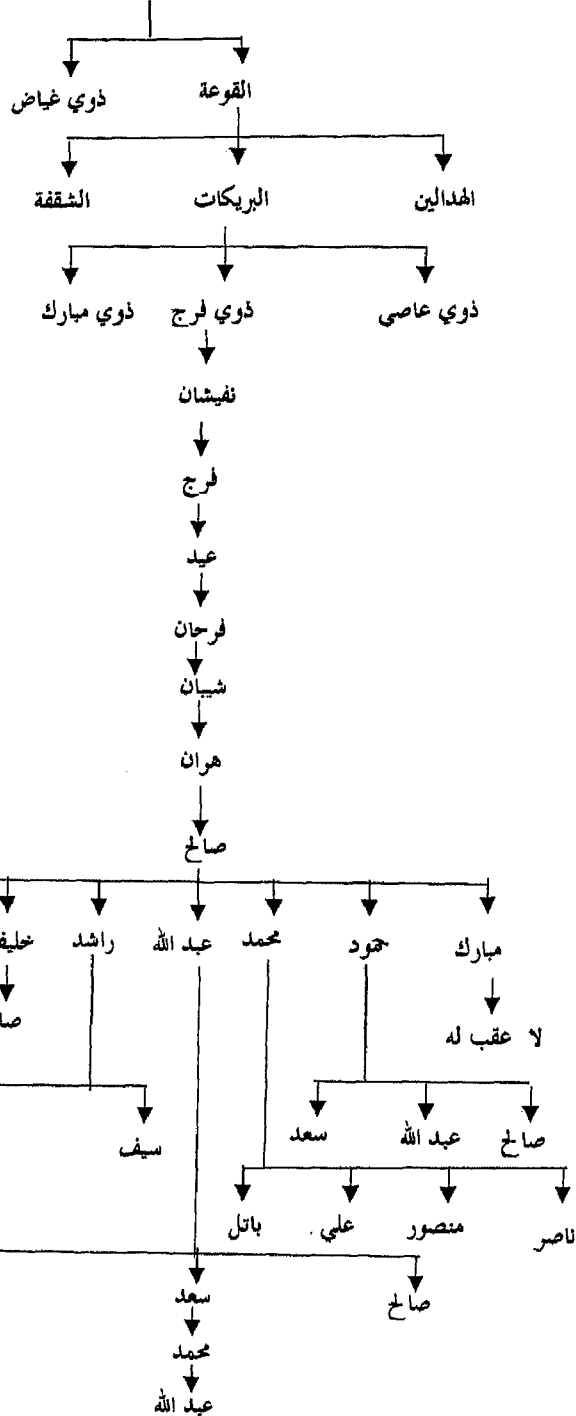 القوعة ذوي غياض
الهدالين البريكات الشقفة
ذوي عاصي ذوي فرج ذوي مبارك
نفيشان
فرج
عيد
فرحان
شيبان
هران
صالح
مبارك حمود محمد عبد الله راشد
لا عقب له
صالح عبد الله سعد سيف
ناصر منصور علي باتل
صالح سعد
محمد
عبد الله